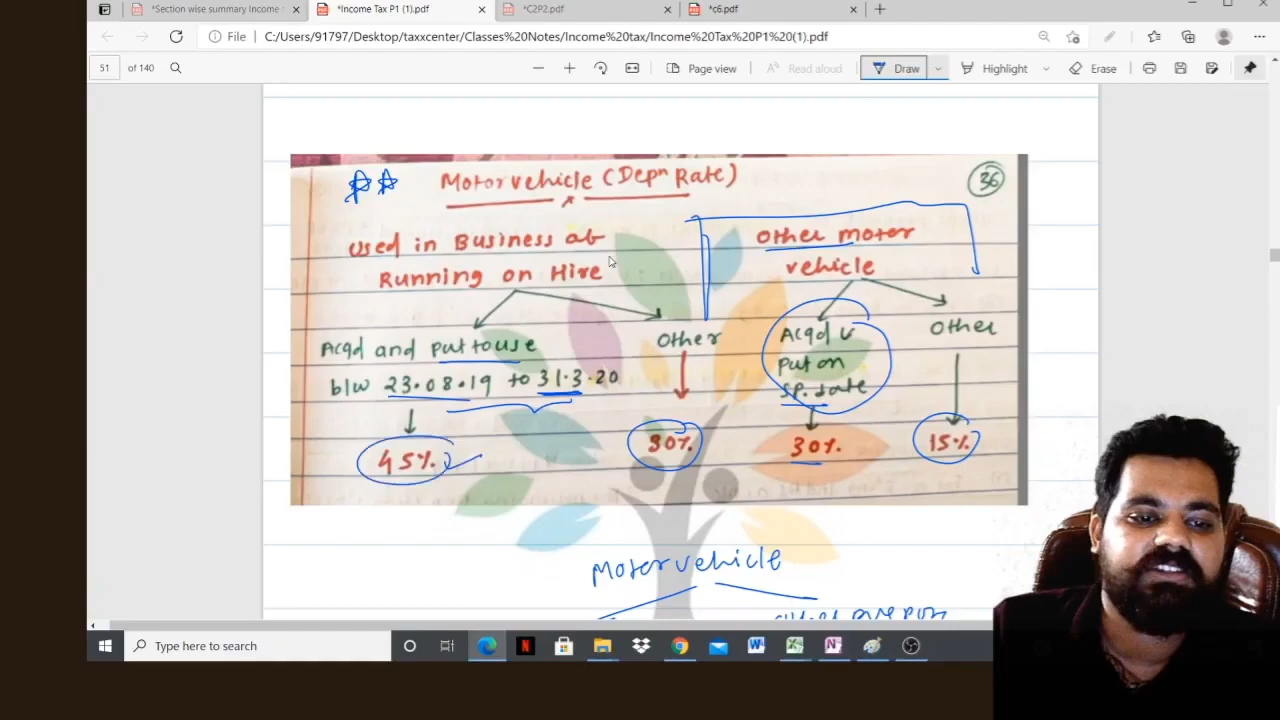 *Section wise summary Income
*Income Tax P1 (1).pdf
*C2P2.pdf
*c6.pdf
File
C:/Users/91797/Desktop/taxxcenter/Classes%20Notes/Income%20tax/Income%20Tax%20P1%20(1).pdf
51 of 140
Page view
Read aloud
Draw
Highlight
Erase
Motor vehicle (Depn Rate)
36
Used in Business of
Running on Hire
Other motor
vehicle
Acqd and put to use
b/w 23.08.19 to 31.3.20
Other
Acqd &
Put on
SP. date
Other
45%.
30%.
30%.
15%.
Motor vehicle
Type here to search